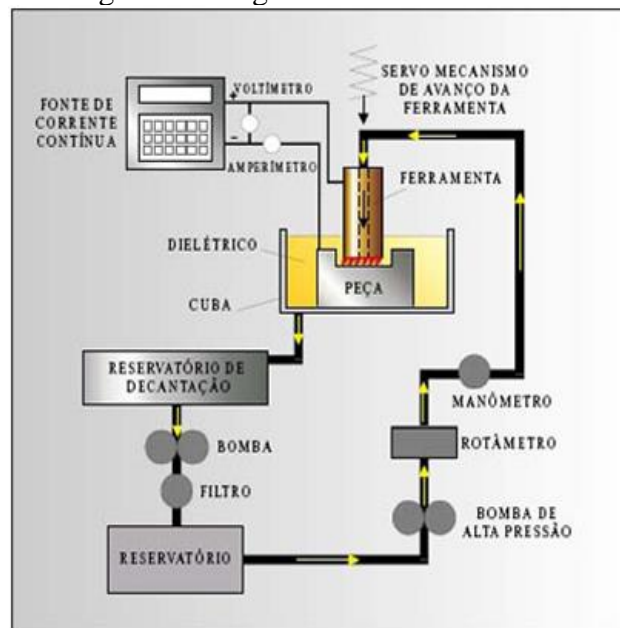 FONTE DE
CORRENTE
CONTÍNUA
+
VOLTÍMETRO
-
AMPERÍMETRO
SERVO MECANISMO
DE AVANÇO DA
FERRAMENTA
FERRAMENTA
DIELÉTRICO
CUBA
PEÇA
RESERVATÓRIO DE
DECANTAÇÃO
BOMBA
FILTRO
RESERVATÓRIO
MANÔMETRO
ROTÂMETRO
BOMBA DE
ALTA PRESSÃO